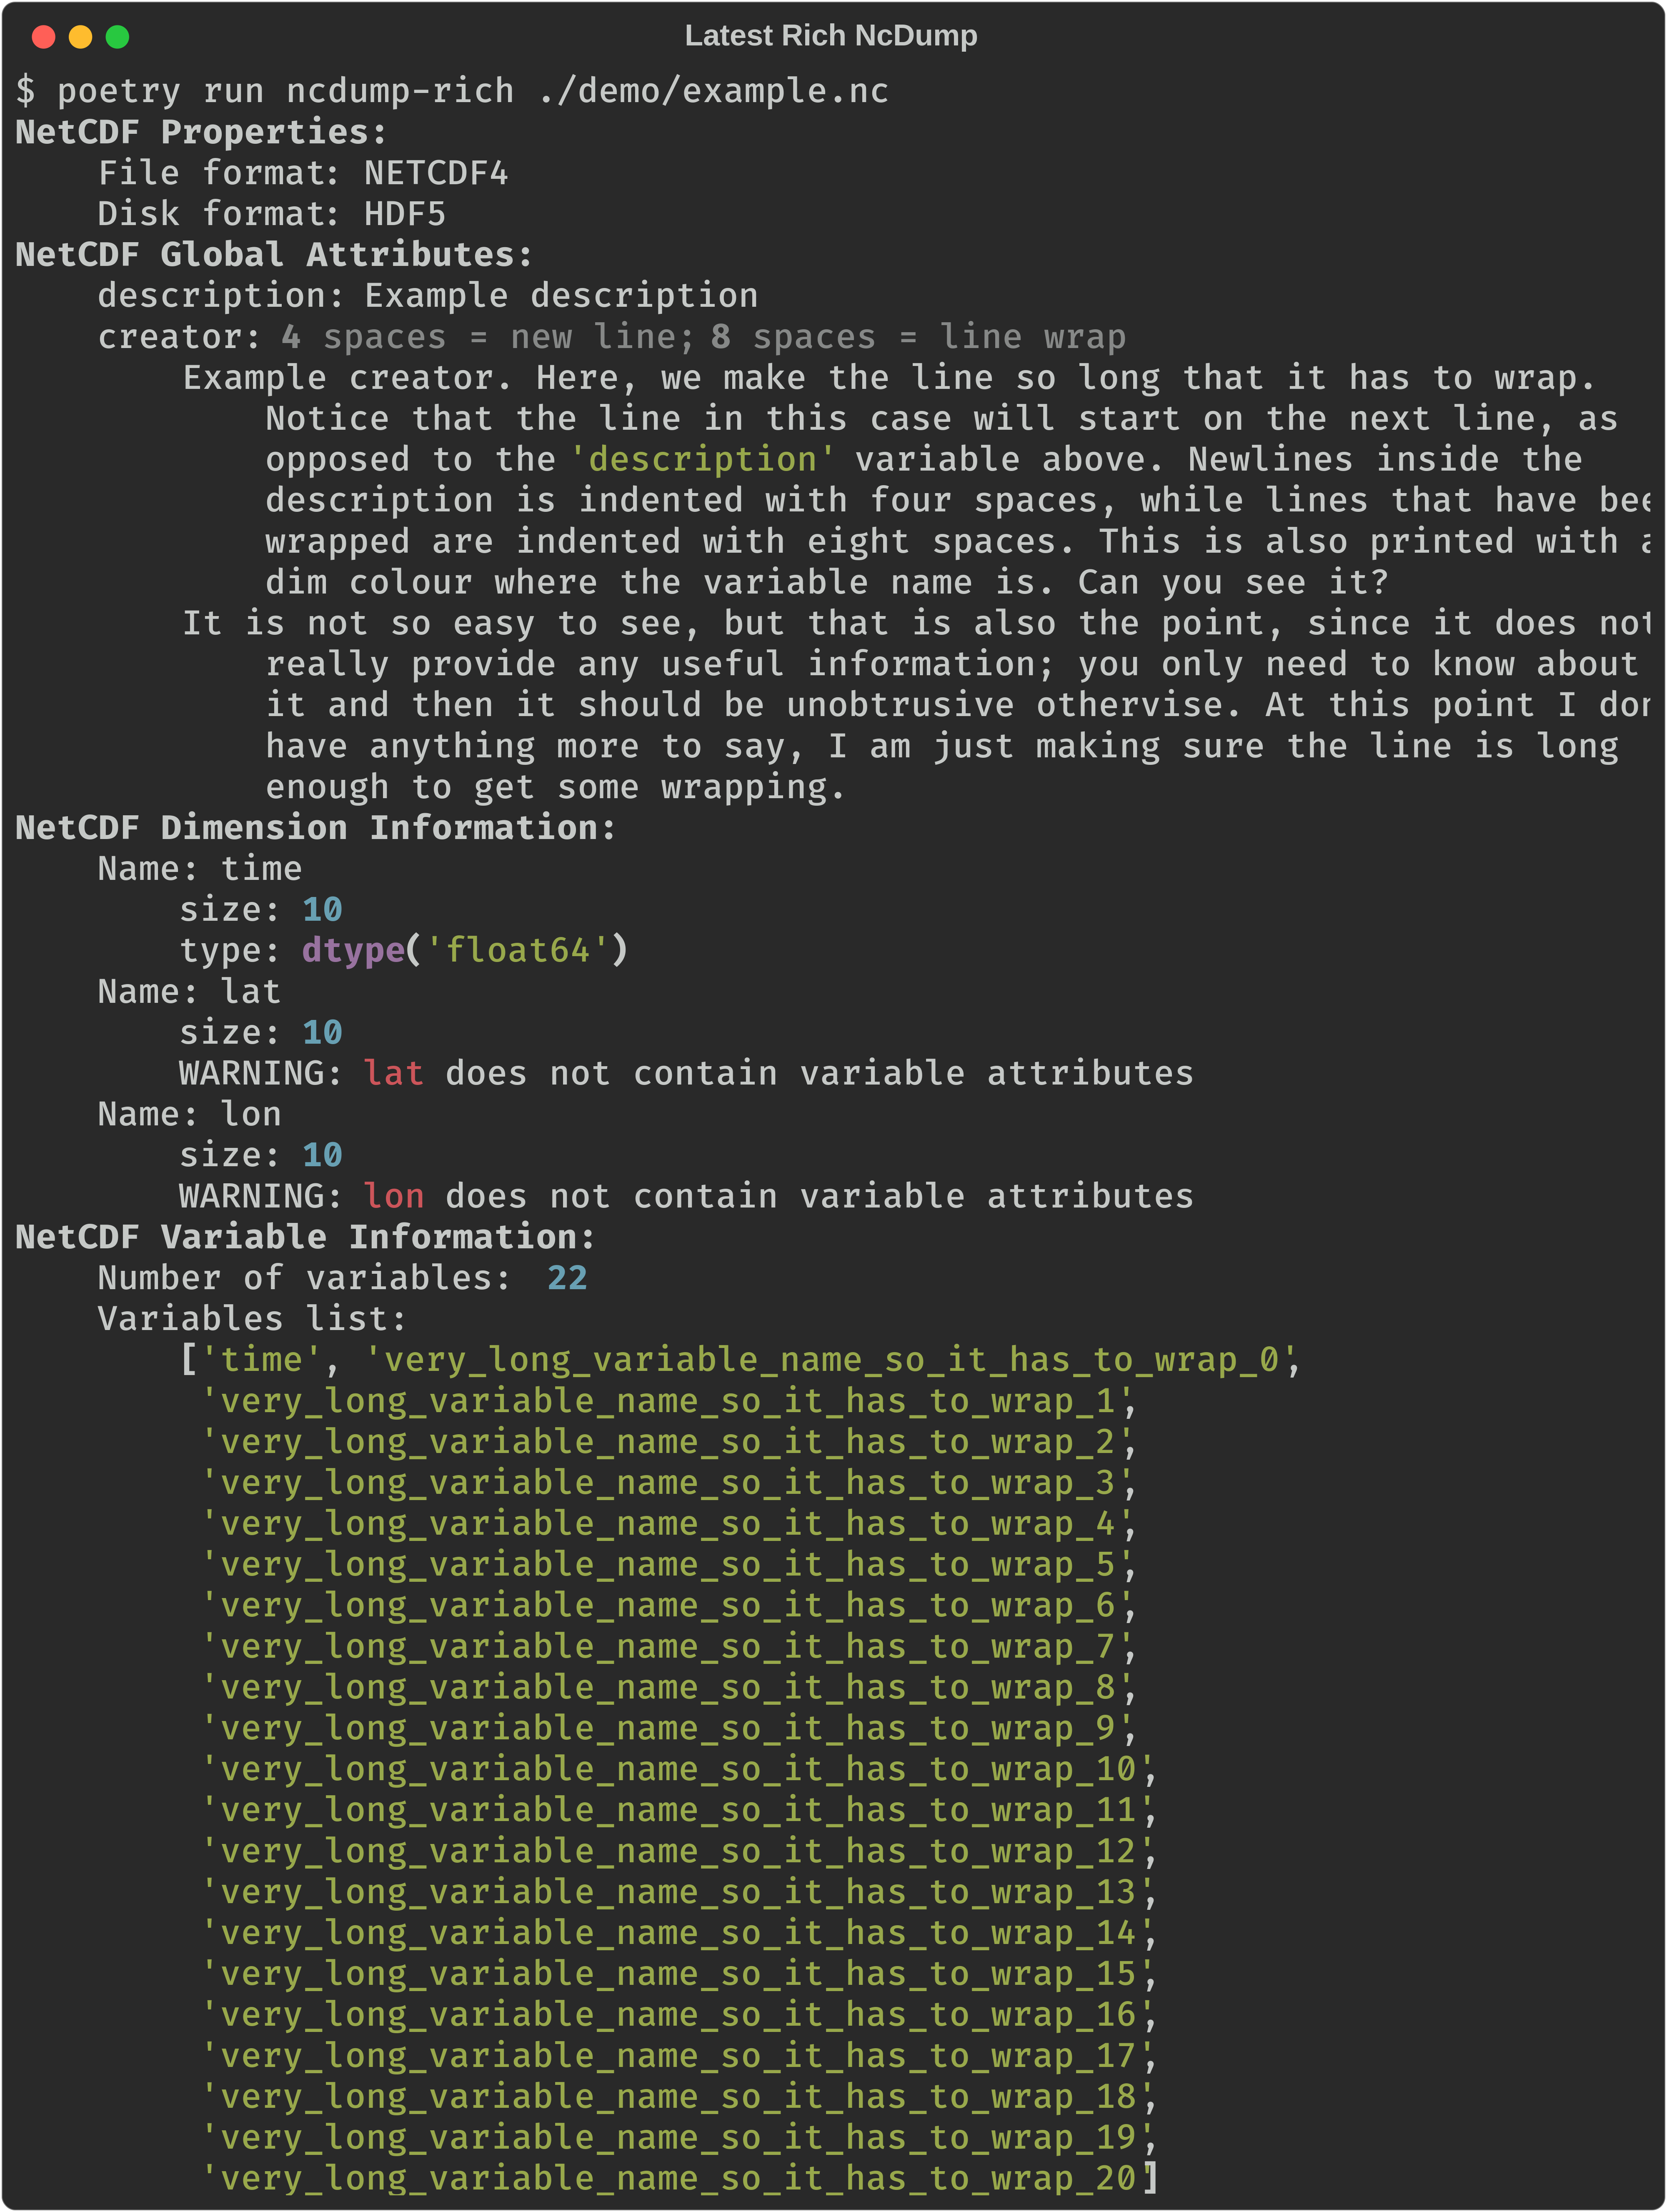 Latest Rich NcDump
$ poetry run ncdump-rich ./demo/example.nc
NetCDF Properties:
File format: NETCDF4
Disk format: HDF5
NetCDF Global Attributes:
description: Example description
creator: 4 spaces = new line; 8 spaces = line wrap
Example creator. Here, we make the line so long that it has to wrap.
Notice that the line in this case will start on the next line, as
opposed to the 'description' variable above. Newlines inside the
description is indented with four spaces, while lines that have bee
wrapped are indented with eight spaces. This is also printed with a
dim colour where the variable name is. Can you see it?
It is not so easy to see, but that is also the point, since it does not
really provide any useful information; you only need to know about
it and then it should be unobtrusive othervise. At this point I don
have anything more to say, I am just making sure the line is long
enough to get some wrapping.
NetCDF Dimension Information:
Name: time
size: 10
type: dtype('float64')
Name: lat
size: 10
WARNING: lat does not contain variable attributes
Name: lon
size: 10
WARNING: lon does not contain variable attributes
NetCDF Variable Information:
Number of variables: 22
Variables list:
['time', 'very_long_variable_name_so_it_has_to_wrap_0',
'very_long_variable_name_so_it_has_to_wrap_1',
'very_long_variable_name_so_it_has_to_wrap_2',
'very_long_variable_name_so_it_has_to_wrap_3',
'very_long_variable_name_so_it_has_to_wrap_4',
'very_long_variable_name_so_it_has_to_wrap_5',
'very_long_variable_name_so_it_has_to_wrap_6',
'very_long_variable_name_so_it_has_to_wrap_7',
'very_long_variable_name_so_it_has_to_wrap_8',
'very_long_variable_name_so_it_has_to_wrap_9',
'very_long_variable_name_so_it_has_to_wrap_10',
'very_long_variable_name_so_it_has_to_wrap_11',
'very_long_variable_name_so_it_has_to_wrap_12',
'very_long_variable_name_so_it_has_to_wrap_13',
'very_long_variable_name_so_it_has_to_wrap_14',
'very_long_variable_name_so_it_has_to_wrap_15',
'very_long_variable_name_so_it_has_to_wrap_16',
'very_long_variable_name_so_it_has_to_wrap_17',
'very_long_variable_name_so_it_has_to_wrap_18',
'very_long_variable_name_so_it_has_to_wrap_19',
'very_long_variable_name_so_it_has_to_wrap_20']